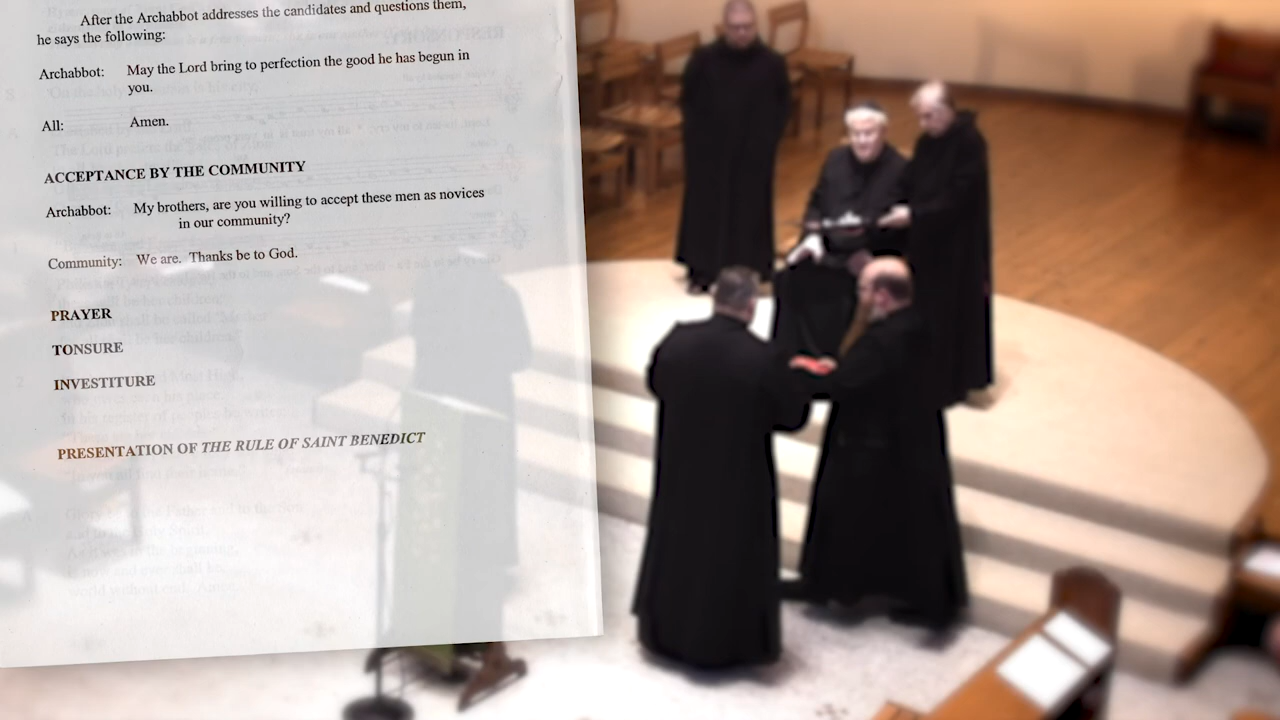 After the Archabbot addresses the candidates and questions them,
he says the following:
Archabbot: May the Lord bring to perfection the good he has begun in
you.
All: Amen.
ACCEPTANCE BY THE COMMUNITY
Archabbot: My brothers, are you willing to accept these men as novices
in our community?
Community: We are. Thanks be to God.
PRAYER
TONSURE
INVESTITURE
PRESENTATION OF THE RULE OF SAINT BENEDICT